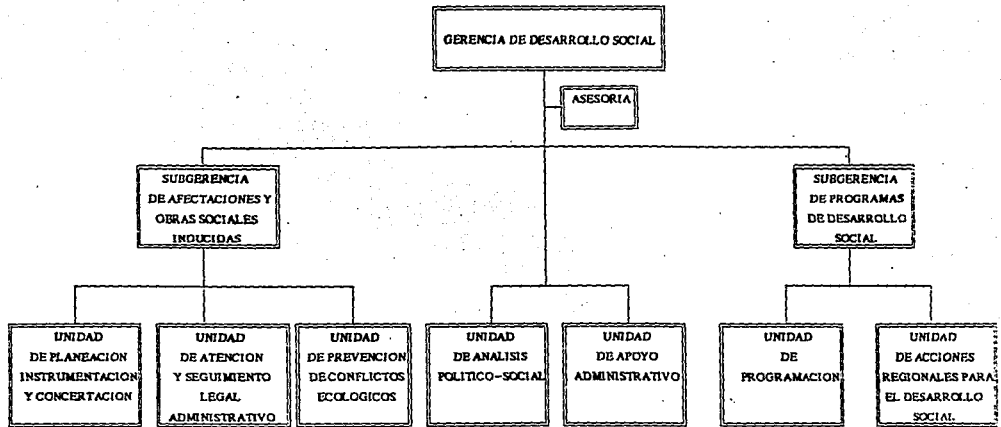 GERENCIA DE DESARROLLO SOCIAL
ASESORIA
SUBGERENCIA
DE AFECTACIONES Y
OBRAS SOCIALES
INDUCIDAS
SUBGERENCIA
DE PROGRAMAS
DE DESARROLLO
SOCIAL
UNIDAD
DE PLANEACION
INSTRUMENTACION
Y CONCERTACION
UNIDAD
DE ATENCION
Y SEGUIMIENTO
LEGAL
ADMINISTRATIVO
UNIDAD
DE PREVENCION
DE CONFLICTOS
ECOLOGICOS
UNIDAD
DE ANALISIS
POLITICO-SOCIAL
UNIDAD
DE APOYO
ADMINISTRATIVO
UNIDAD
DE
PROGRAMACION
UNIDAD
DE ACCIONES
REGIONALES PARA
EL DESARROLLO
SOCIAL